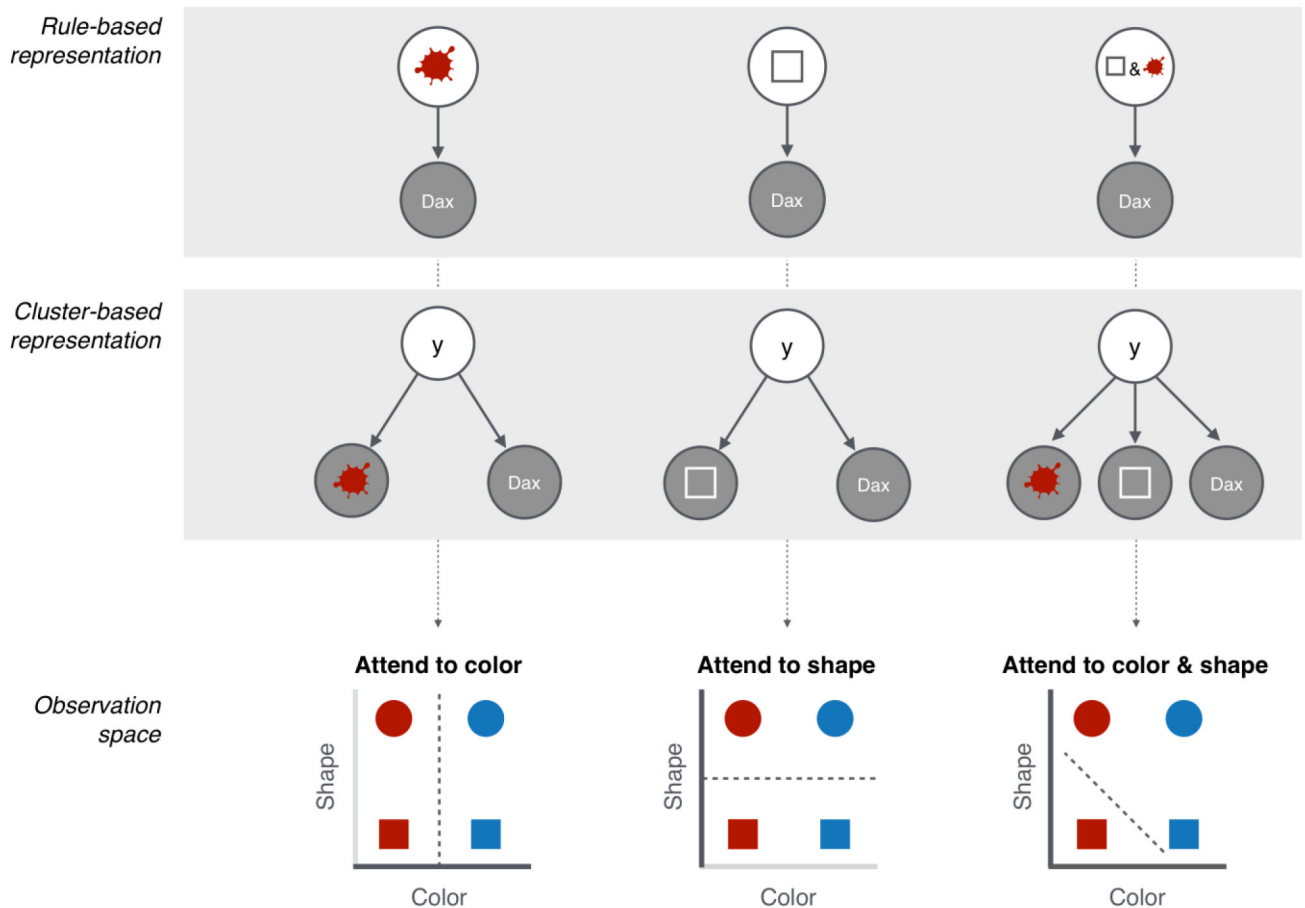 Rule-based
representation
&
Dax
Dax
Dax
Cluster-based
representation
y
y
y
Dax
Dax
Dax
Attend to color
Attend to shape
Attend to color & shape
Observation
space
Shape
Shape
Shape
Color
Color
Color